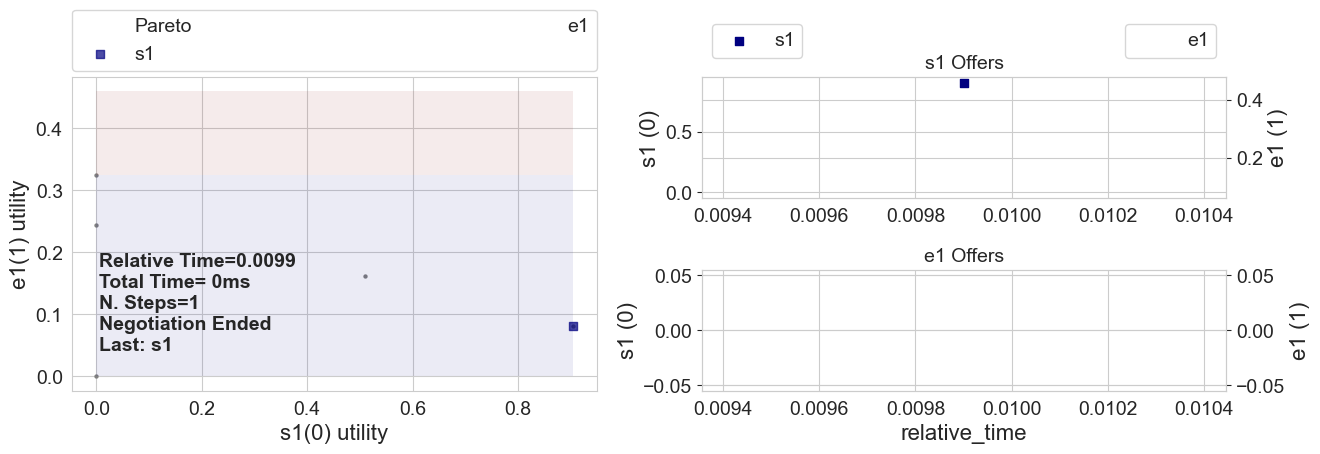 Pareto
e1
s1
0.4
0.3
0.2
0.1
0.0
e1(1) utility
Relative Time=0.0099
Total Time= 0ms
N. Steps=1
Negotiation Ended
Last: s1
0.0 0.2 0.4 0.6 0.8
s1(0) utility
s1
e1
s1 Offers
0.5
0.0
s1 (0)
0.4
0.2
e1 (1)
0.0094 0.0096 0.0098 0.0100 0.0102 0.0104
e1 Offers
0.05
0.00
−0.05
s1 (0)
0.05
0.00
−0.05
e1 (1)
0.0094 0.0096 0.0098 0.0100 0.0102 0.0104
relative_time